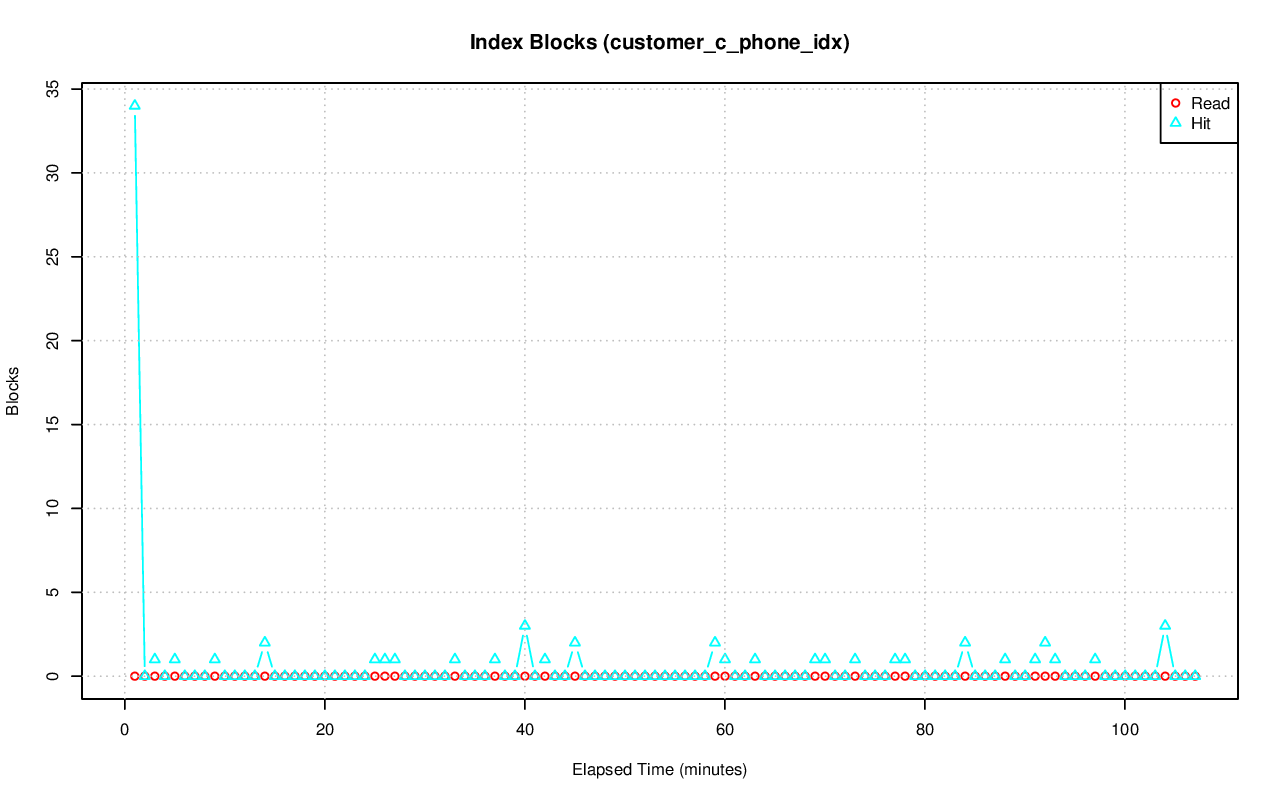 Index Blocks (customer_c_phone_idx)
Read
Hit
35
30
25
20
15
10
5
0
Blocks
0 20 40 60 80 100
Elapsed Time (minutes)